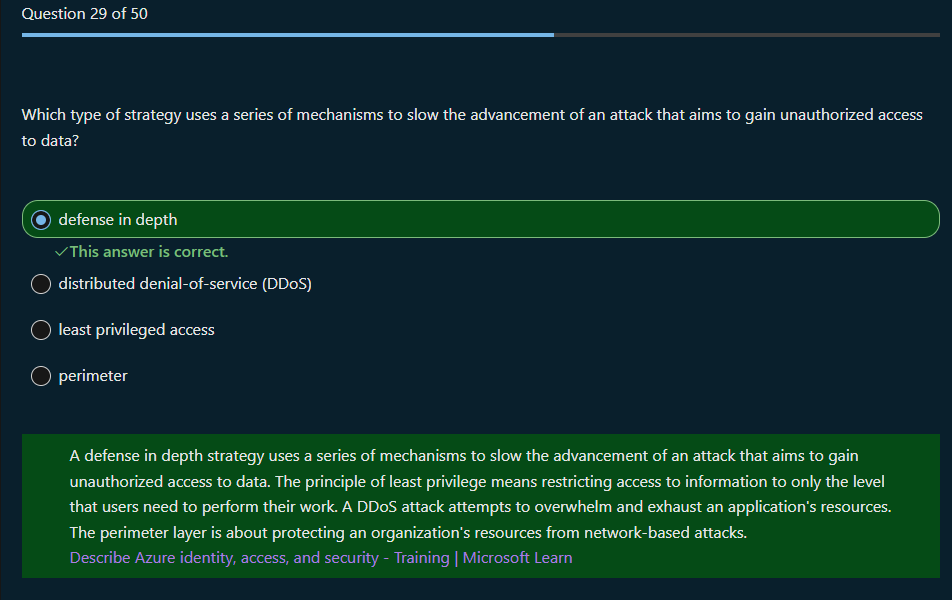 Question 29 of 50
Which type of strategy uses a series of mechanisms to slow the advancement of an attack that aims to gain unauthorized access
to data?
defense in depth
✓This answer is correct.
distributed denial-of-service (DDoS)
least privileged access
perimeter
A defense in depth strategy uses a series of mechanisms to slow the advancement of an attack that aims to gain
unauthorized access to data. The principle of least privilege means restricting access to information to only the level
that users need to perform their work. A DDoS attack attempts to overwhelm and exhaust an application's resources.
The perimeter layer is about protecting an organization's resources from network-based attacks.
Describe Azure identity, access, and security - Training | Microsoft Learn